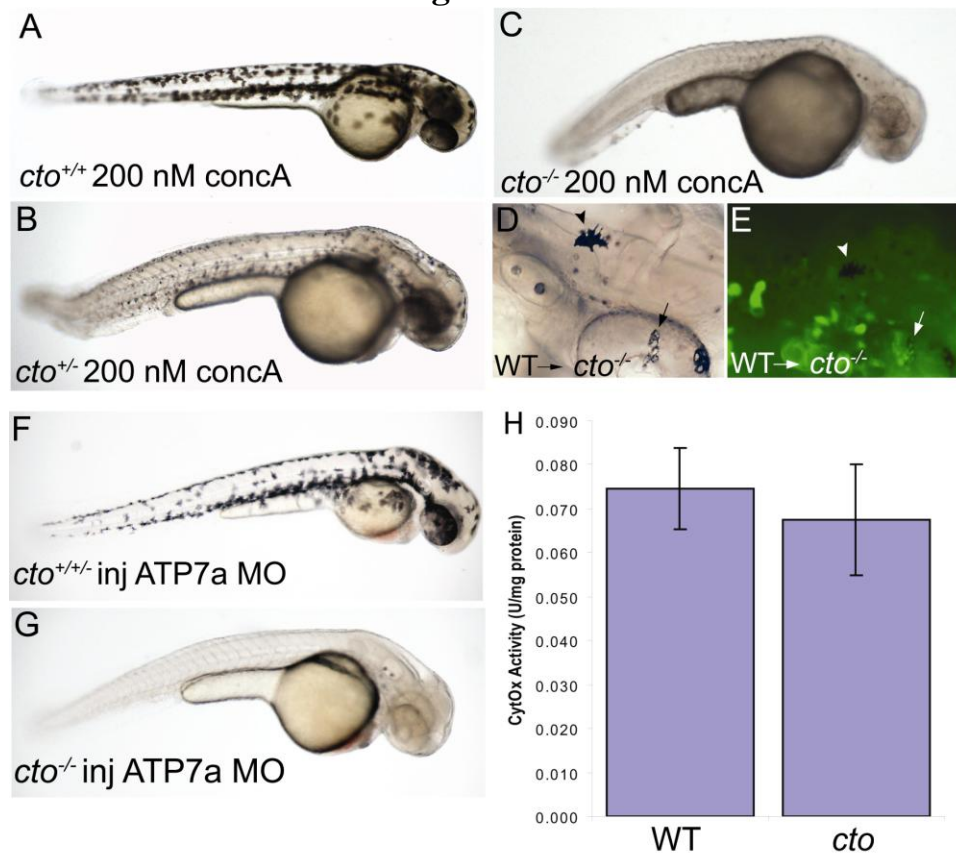 g
A
cto+/+ 200 nM concA
B
cto+/- 200 nM concA
C
cto-/- 200 nM concA
D
WT→ cto-/-
E
WT→ cto-/-
F
cto+/+/- inj ATP7a MO
G
cto-/- inj ATP7a MO
H
CytOx Activity (U/mg protein)
0.090
0.080
0.070
0.060
0.050
0.040
0.030
0.020
0.010
0.000
WT
cto